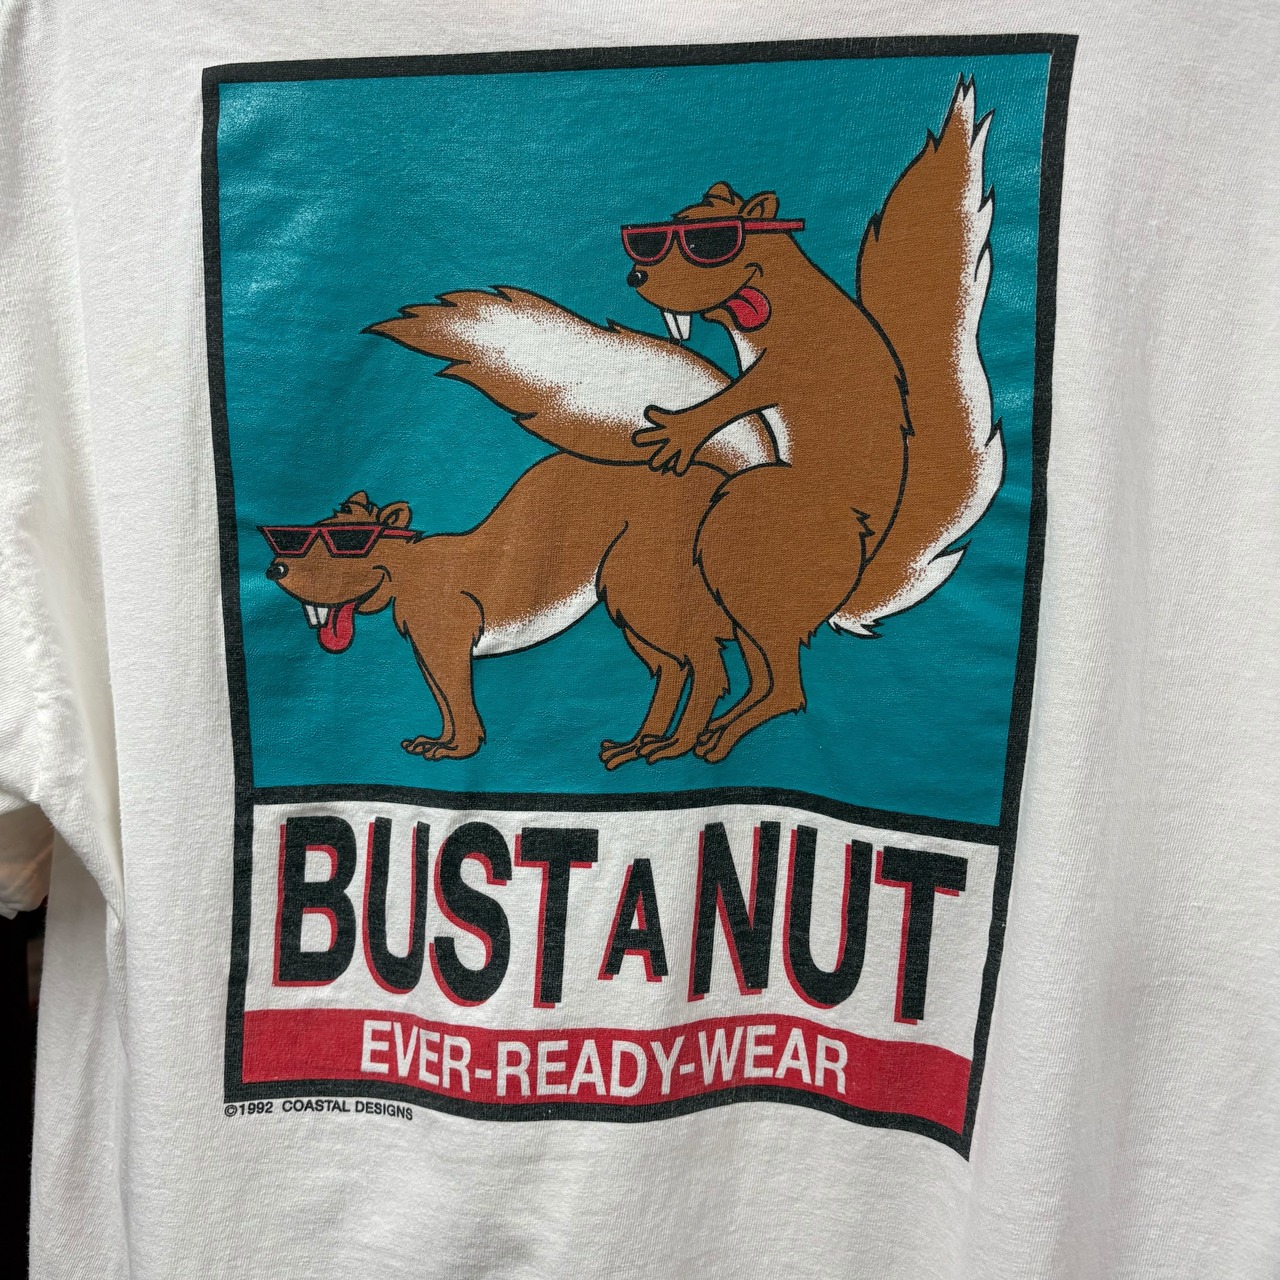 BUST A NUT
EVER-READY-WEAR
©1992 COASTAL DESIGNS